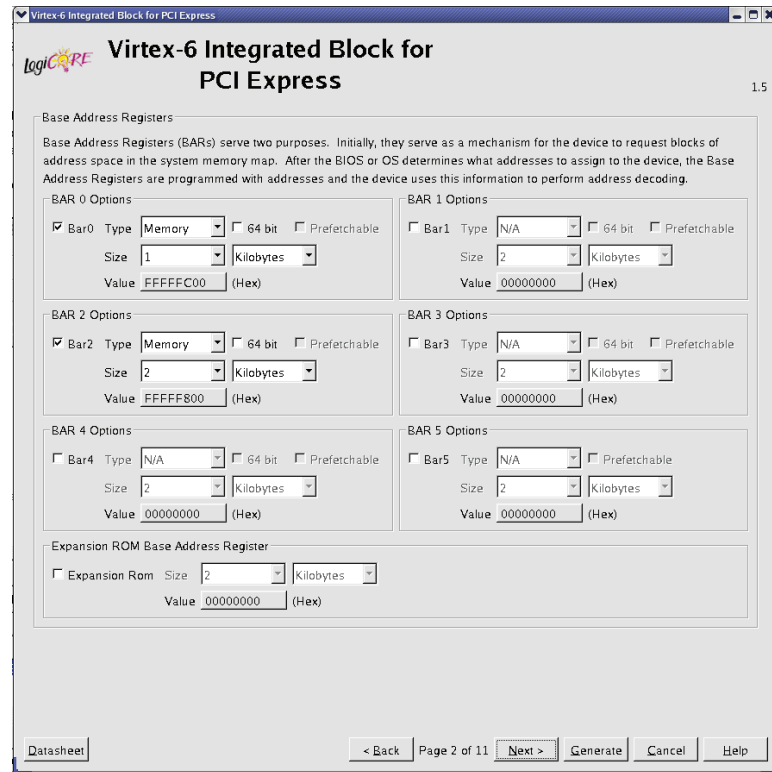 Virtex-6 Integrated Block for PCI Express
LogiCORE
Virtex-6 Integrated Block for
PCI Express
1.5
Base Address Registers
Base Address Registers (BARs) serve two purposes. Initially, they serve as a mechanism for the device to request blocks of
address space in the system memory map. After the BIOS or OS determines what addresses to assign to the device, the Base
Address Registers are programmed with addresses and the device uses this information to perform address decoding.
BAR 0 Options
Bar0 Type Memory 64 bit Prefetchable
Size 1 Kilobytes
Value FFFFFC00 (Hex)
BAR 1 Options
Bar1 Type N/A 64 bit Prefetchable
Size 2 Kilobytes
Value 00000000 (Hex)
BAR 2 Options
Bar2 Type Memory 64 bit Prefetchable
Size 2 Kilobytes
Value FFFFF800 (Hex)
BAR 3 Options
Bar3 Type N/A 64 bit Prefetchable
Size 2 Kilobytes
Value 00000000 (Hex)
BAR 4 Options
Bar4 Type N/A 64 bit Prefetchable
Size 2 Kilobytes
Value 00000000 (Hex)
BAR 5 Options
Bar5 Type N/A Prefetchable
Size 2 Kilobytes
Value 00000000 (Hex)
Expansion ROM Base Address Register
Expansion Rom Size 2 Kilobytes
Value 00000000 (Hex)
Datasheet < Back Page 2 of 11 Next > Generate Cancel Help